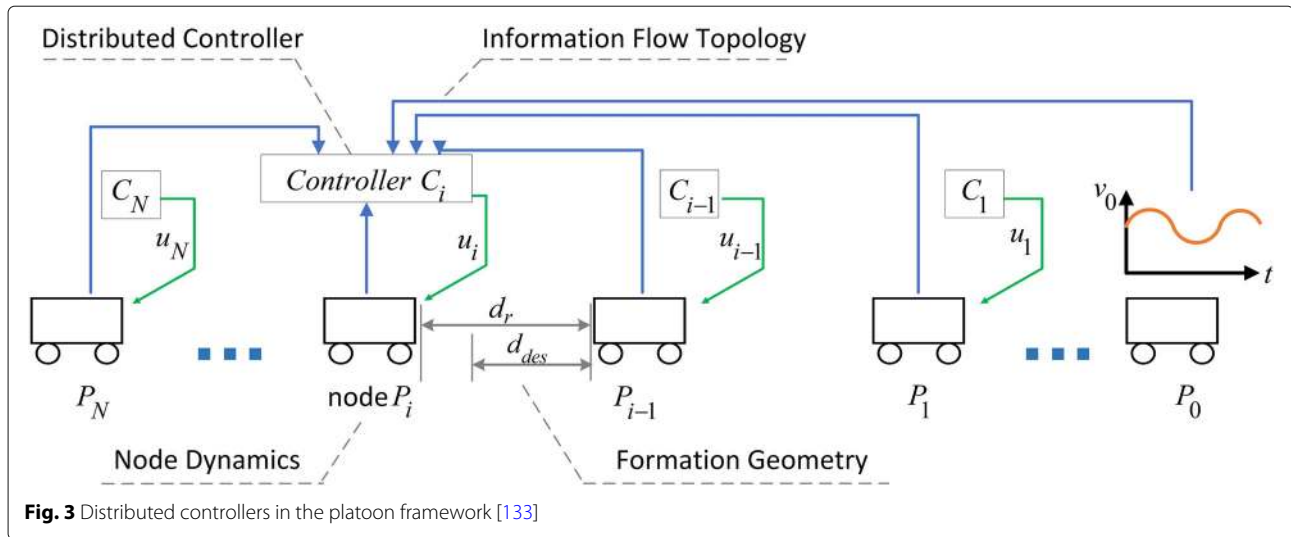 Distributed Controller
Information Flow Topology
Controller C_i
C_N
C_{i-1}
C_1
v_0
u_N
u_i
u_{i-1}
u_1
t
d_r
d_{des}
P_N
node P_i
P_{i-1}
P_1
P_0
Node Dynamics
Formation Geometry
Fig. 3 Distributed controllers in the platoon framework [133]